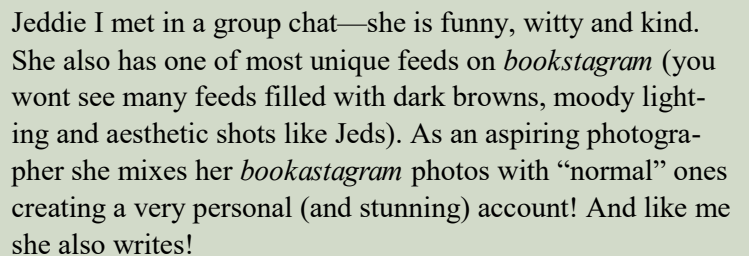 Jeddie I met in a group chat—she is funny, witty and kind.
She also has one of most unique feeds on bookstagram (you
wont see many feeds filled with dark browns, moody light-
ing and aesthetic shots like Jeds). As an aspiring photogra-
pher she mixes her bookastagram photos with “normal” ones
creating a very personal (and stunning) account! And like me
she also writes!